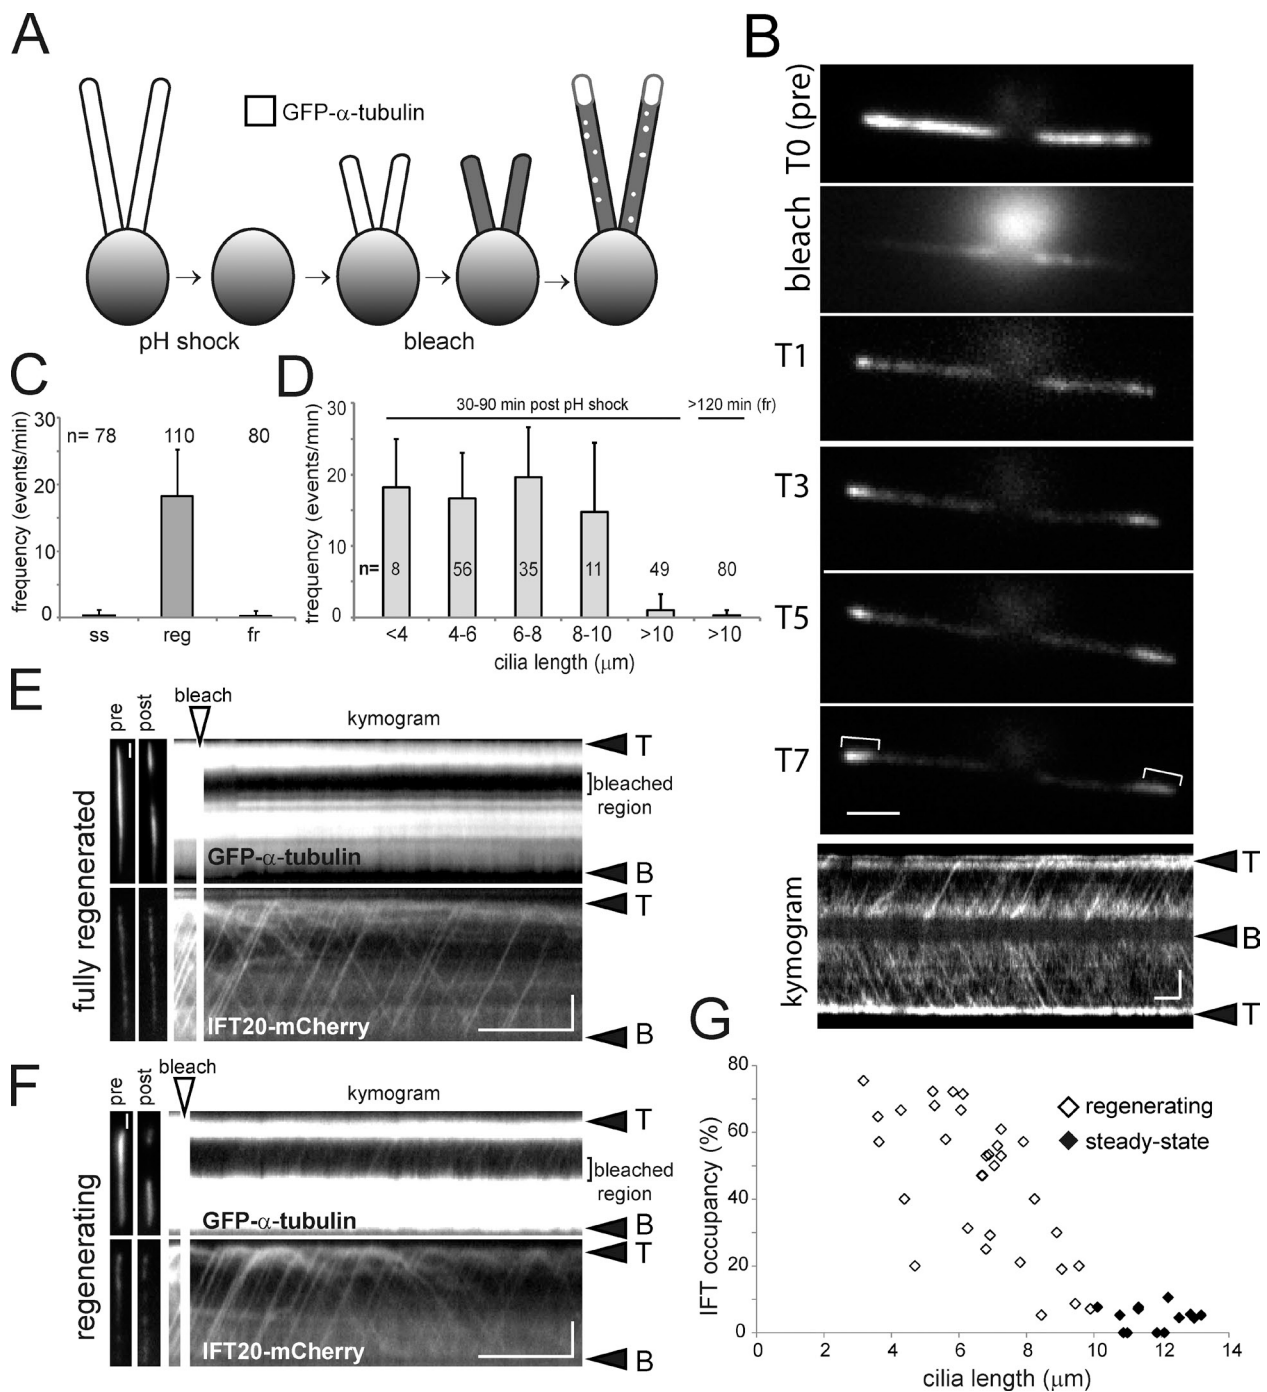 A
GFP-α-tubulin
pH shock
bleach
B
T0 (pre)
bleach
T1
T3
T5
T7
kymogram
T
B
T
C
frequency (events/min)
30
20
10
0
n= 78
110
80
ss
reg
fr
D
frequency (events/min)
30
20
10
0
30-90 min post pH shock
>120 min (fr)
n=
8
56
35
11
49
80
<4
4-6
6-8
8-10
>10
>10
cilia length (μm)
E
pre
post
bleach
kymogram
T
bleached
region
fully regenerated
GFP-α-tubulin
B
T
IFT20-mCherry
B
F
pre
post
bleach
kymogram
T
bleached
region
regenerating
GFP-α-tubulin
B
T
IFT20-mCherry
B
G
IFT occupancy (%)
80
60
40
20
0
regenerating
steady-state
0
2
4
6
8
10
12
14
cilia length (μm)